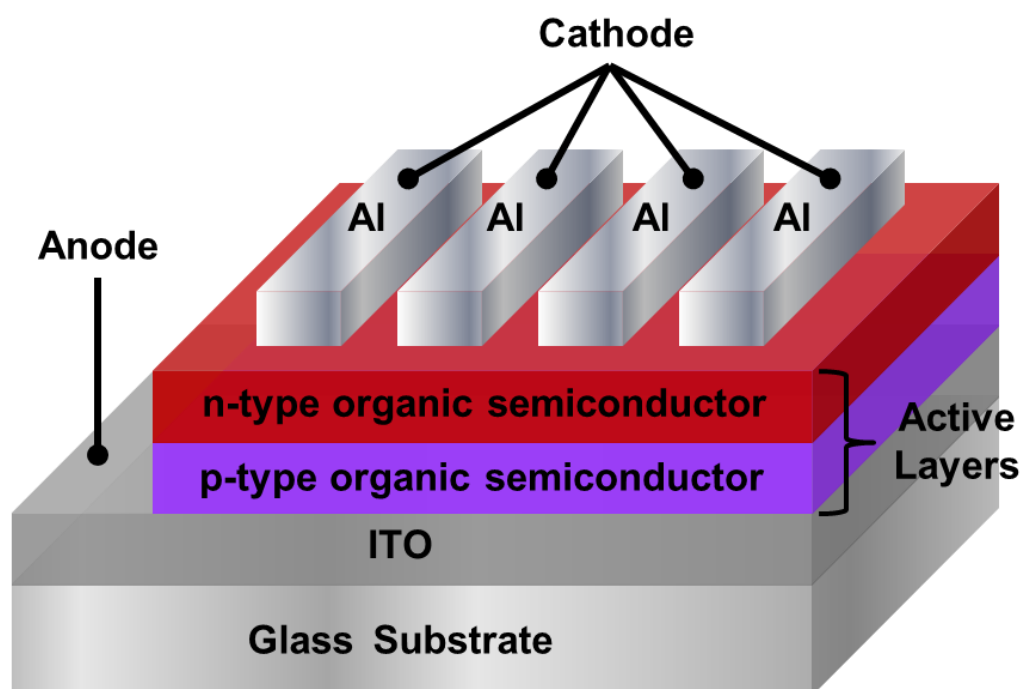 Cathode
Al Al Al Al
Anode
n-type organic semiconductor
p-type organic semiconductor
Active
Layers
ITO
Glass Substrate